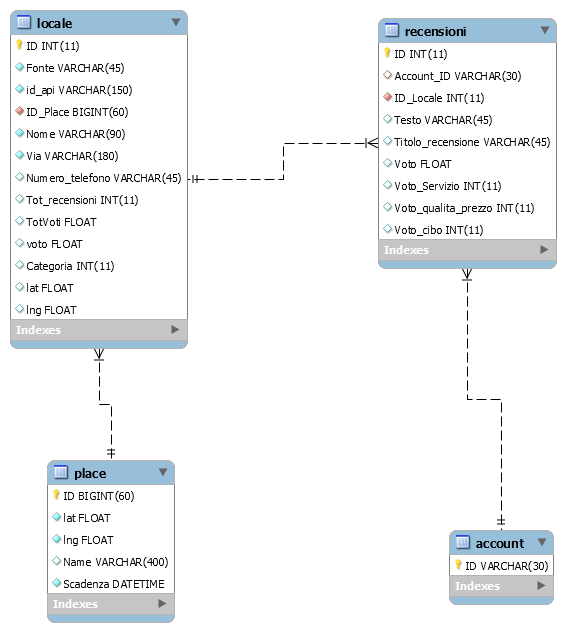 locale
ID INT(11)
Fonte VARCHAR(45)
id_api VARCHAR(150)
ID_Place BIGINT(60)
Nome VARCHAR(90)
Via VARCHAR(180)
Numero_telefono VARCHAR(45)
Tot_recensioni INT(11)
TotVoti FLOAT
voto FLOAT
Categoria INT(11)
lat FLOAT
lng FLOAT
Indexes
recensioni
ID INT(11)
Account_ID VARCHAR(30)
ID_Locale INT(11)
Testo VARCHAR(45)
Titolo_recensione VARCHAR(45)
Voto FLOAT
Voto_Servizio INT(11)
Voto_qualita_prezzo INT(11)
Voto_cibo INT(11)
Indexes
place
ID BIGINT(60)
lat FLOAT
lng FLOAT
Name VARCHAR(400)
Scadenza DATETIME
Indexes
account
ID VARCHAR(30)
Indexes